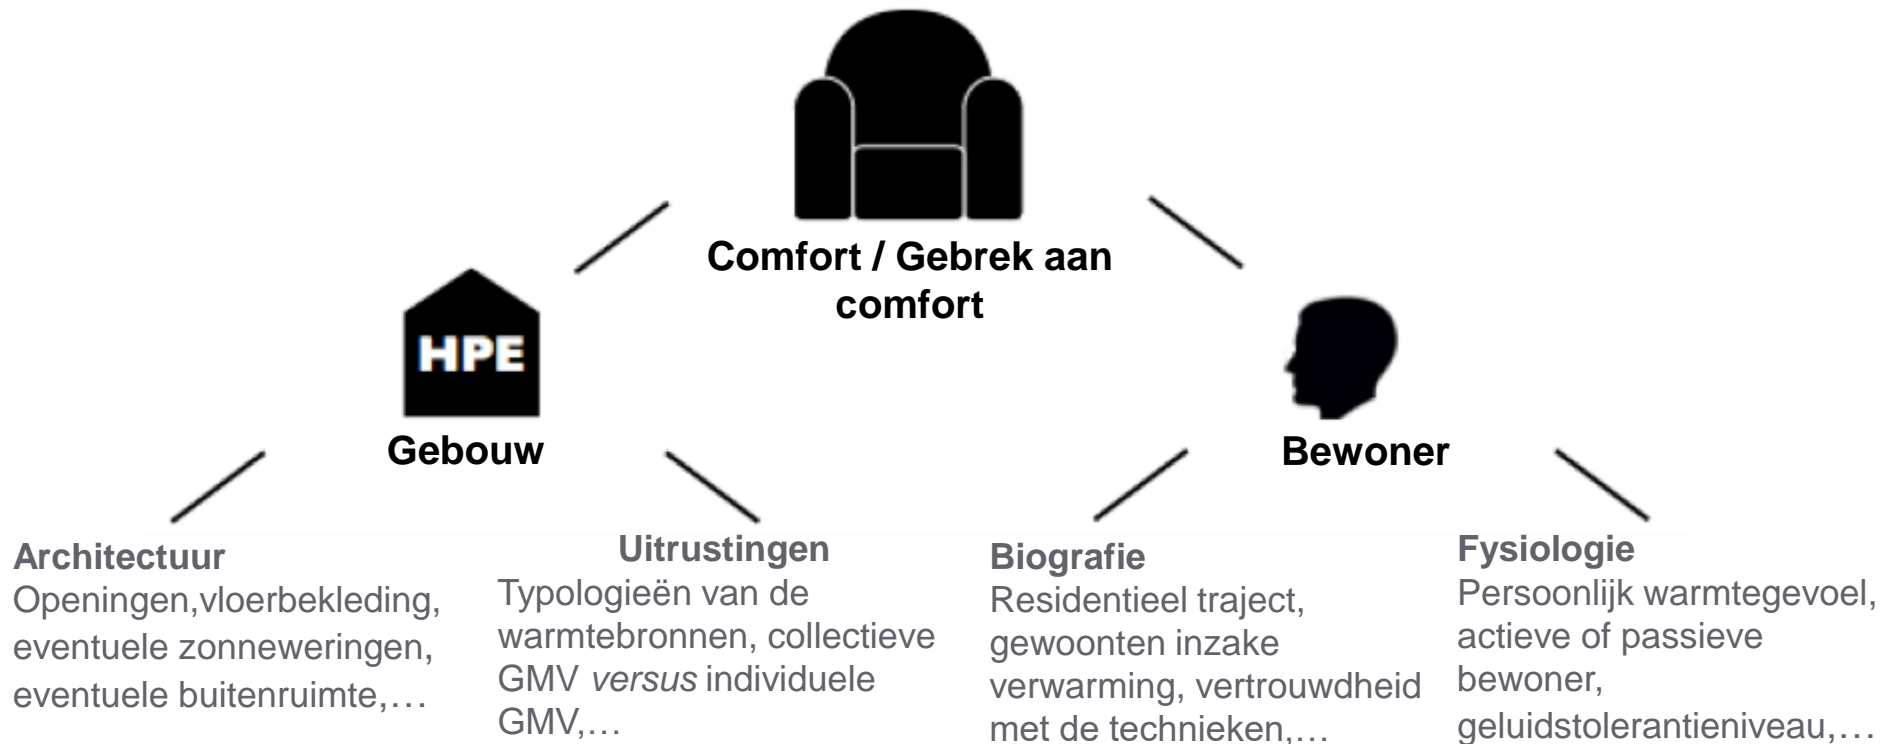 Comfort / Gebrek aan
comfort
HPE
Gebouw
Bewoner
Architectuur
Openingen,vloerbekleding,
eventuele zonneweringen,
eventuele buitenruimte,…
Uitrustingen
Typologieën van de
warmtebronnen, collectieve
GMV versus individuele
GMV,…
Biografie
Residentieel traject,
gewoonten inzake
verwarming, vertrouwdheid
met de technieken,…
Fysiologie
Persoonlijk warmtegevoel,
actieve of passieve
bewoner,
geluidstolerantieniveau,…